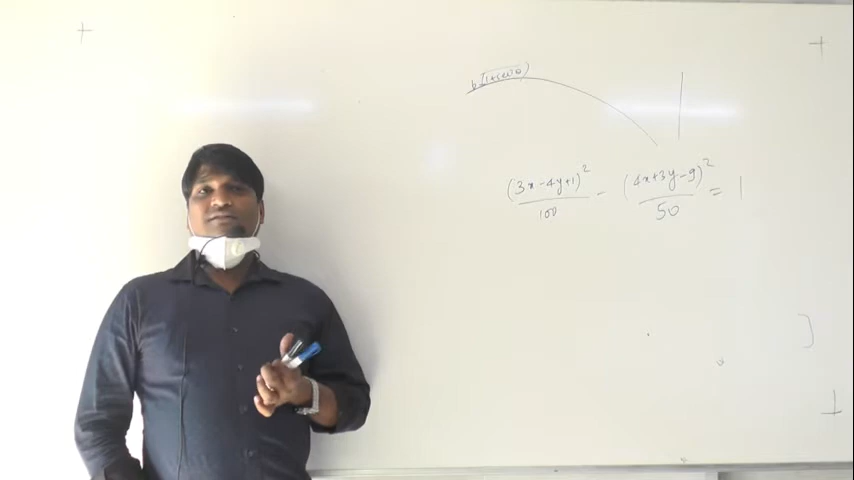 (3x-4y+1)²/100 - (4x+3y-9)²/50 = 1